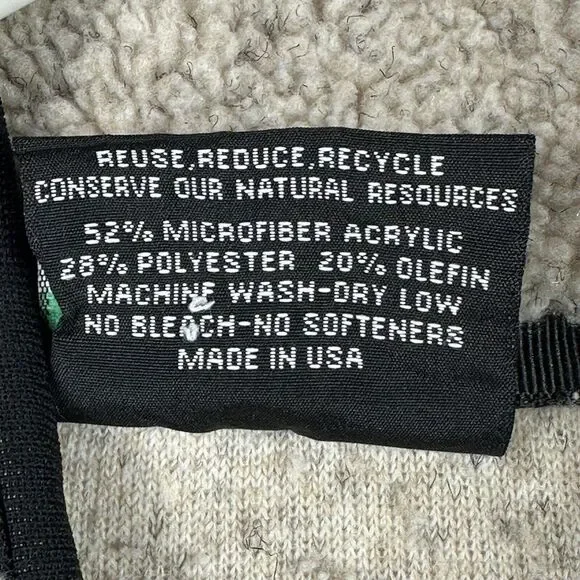 REUSE,REDUCE,RECYCLE
CONSERVE OUR NATURAL RESOURCES
52% MICROFIBER ACRYLIC
28% POLYESTER 20% OLEFIN
MACHINE WASH-DRY LOW
NO BLEACH-NO SOFTENERS
MADE IN USA